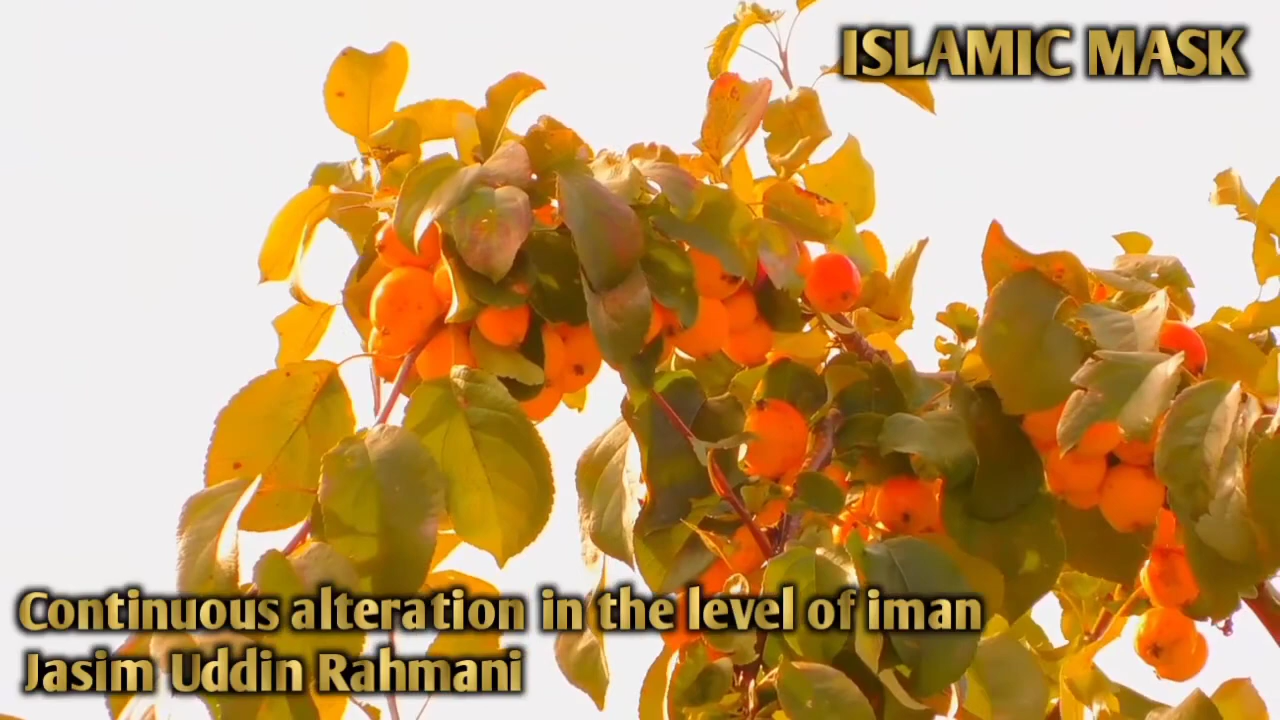 ISLAMIC MASK
Continuous alteration in the level of iman
Jasim Uddin Rahmani